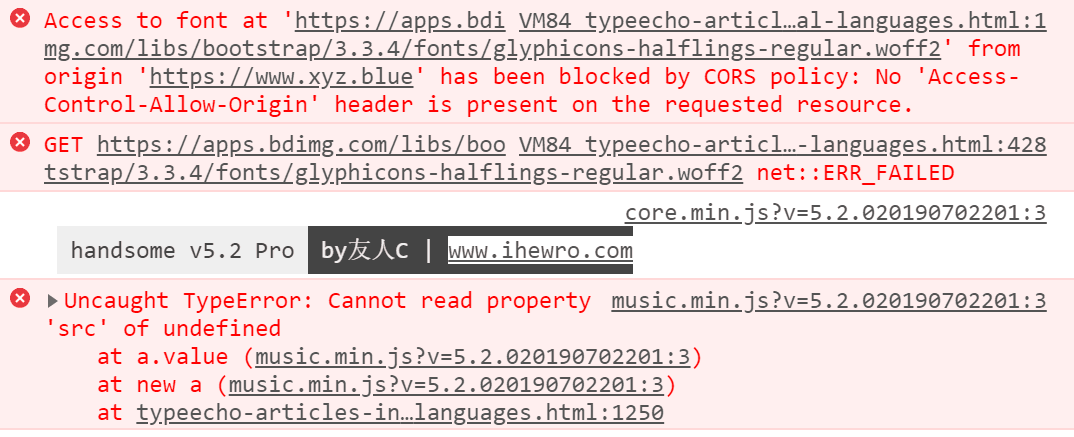 Access to font at 'https://apps.bdi VM84 typeecho-articl…al-languages.html:1
mg.com/libs/bootstrap/3.3.4/fonts/glyphicons-halflings-regular.woff2' from
origin 'https://www.xyz.blue' has been blocked by CORS policy: No 'Access-
Control-Allow-Origin' header is present on the requested resource.
GET https://apps.bdimg.com/libs/boo VM84 typeecho-articl…-languages.html:428
tstrap/3.3.4/fonts/glyphicons-halflings-regular.woff2 net::ERR_FAILED
core.min.js?v=5.2.020190702201:3
handsome v5.2 Pro by友人C | www.ihewro.com
Uncaught TypeError: Cannot read property music.min.js?v=5.2.020190702201:3
'src' of undefined
at a.value (music.min.js?v=5.2.020190702201:3)
at new a (music.min.js?v=5.2.020190702201:3)
at typeecho-articles-in…languages.html:1250